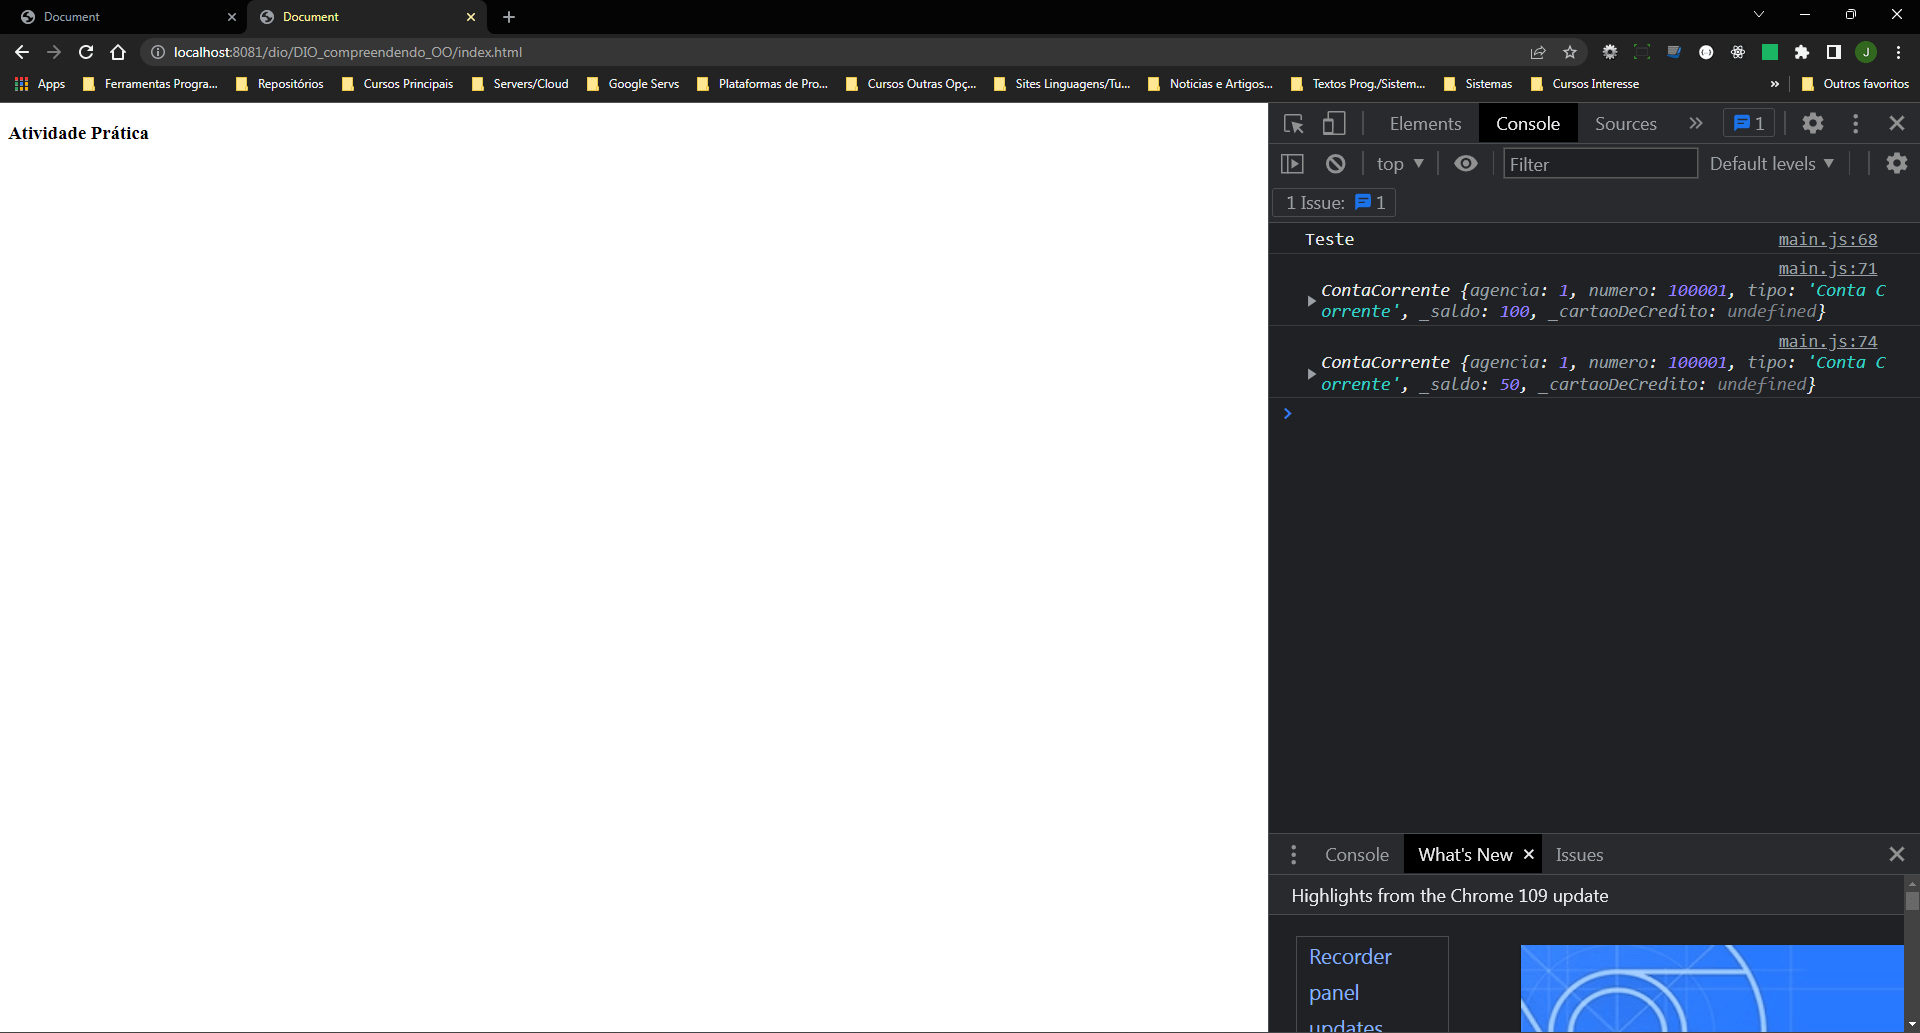 Document
Document
localhost:8081/dio/DIO_compreendendo_OO/index.html
J
Apps
Ferramentas Progra...
Repositórios
Cursos Principais
Servers/Cloud
Google Servs
Plataformas de Pro...
Cursos Outras Opç...
Sites Linguagens/Tu...
Noticias e Artigos...
Textos Prog./Sistem...
Sistemas
Cursos Interesse
»
Outros favoritos
Atividade Prática
Elements
Console
Sources
»
1
top
Filter
Default levels
1 Issue: 1
Teste main.js:68
main.js:71
ContaCorrente {agencia: 1, numero: 100001, tipo: 'Conta C
orrente', _saldo: 100, _cartaoDeCredito: undefined}
main.js:74
ContaCorrente {agencia: 1, numero: 100001, tipo: 'Conta C
orrente', _saldo: 50, _cartaoDeCredito: undefined}
Console
What's New
Issues
Highlights from the Chrome 109 update
Recorder
panel
updates